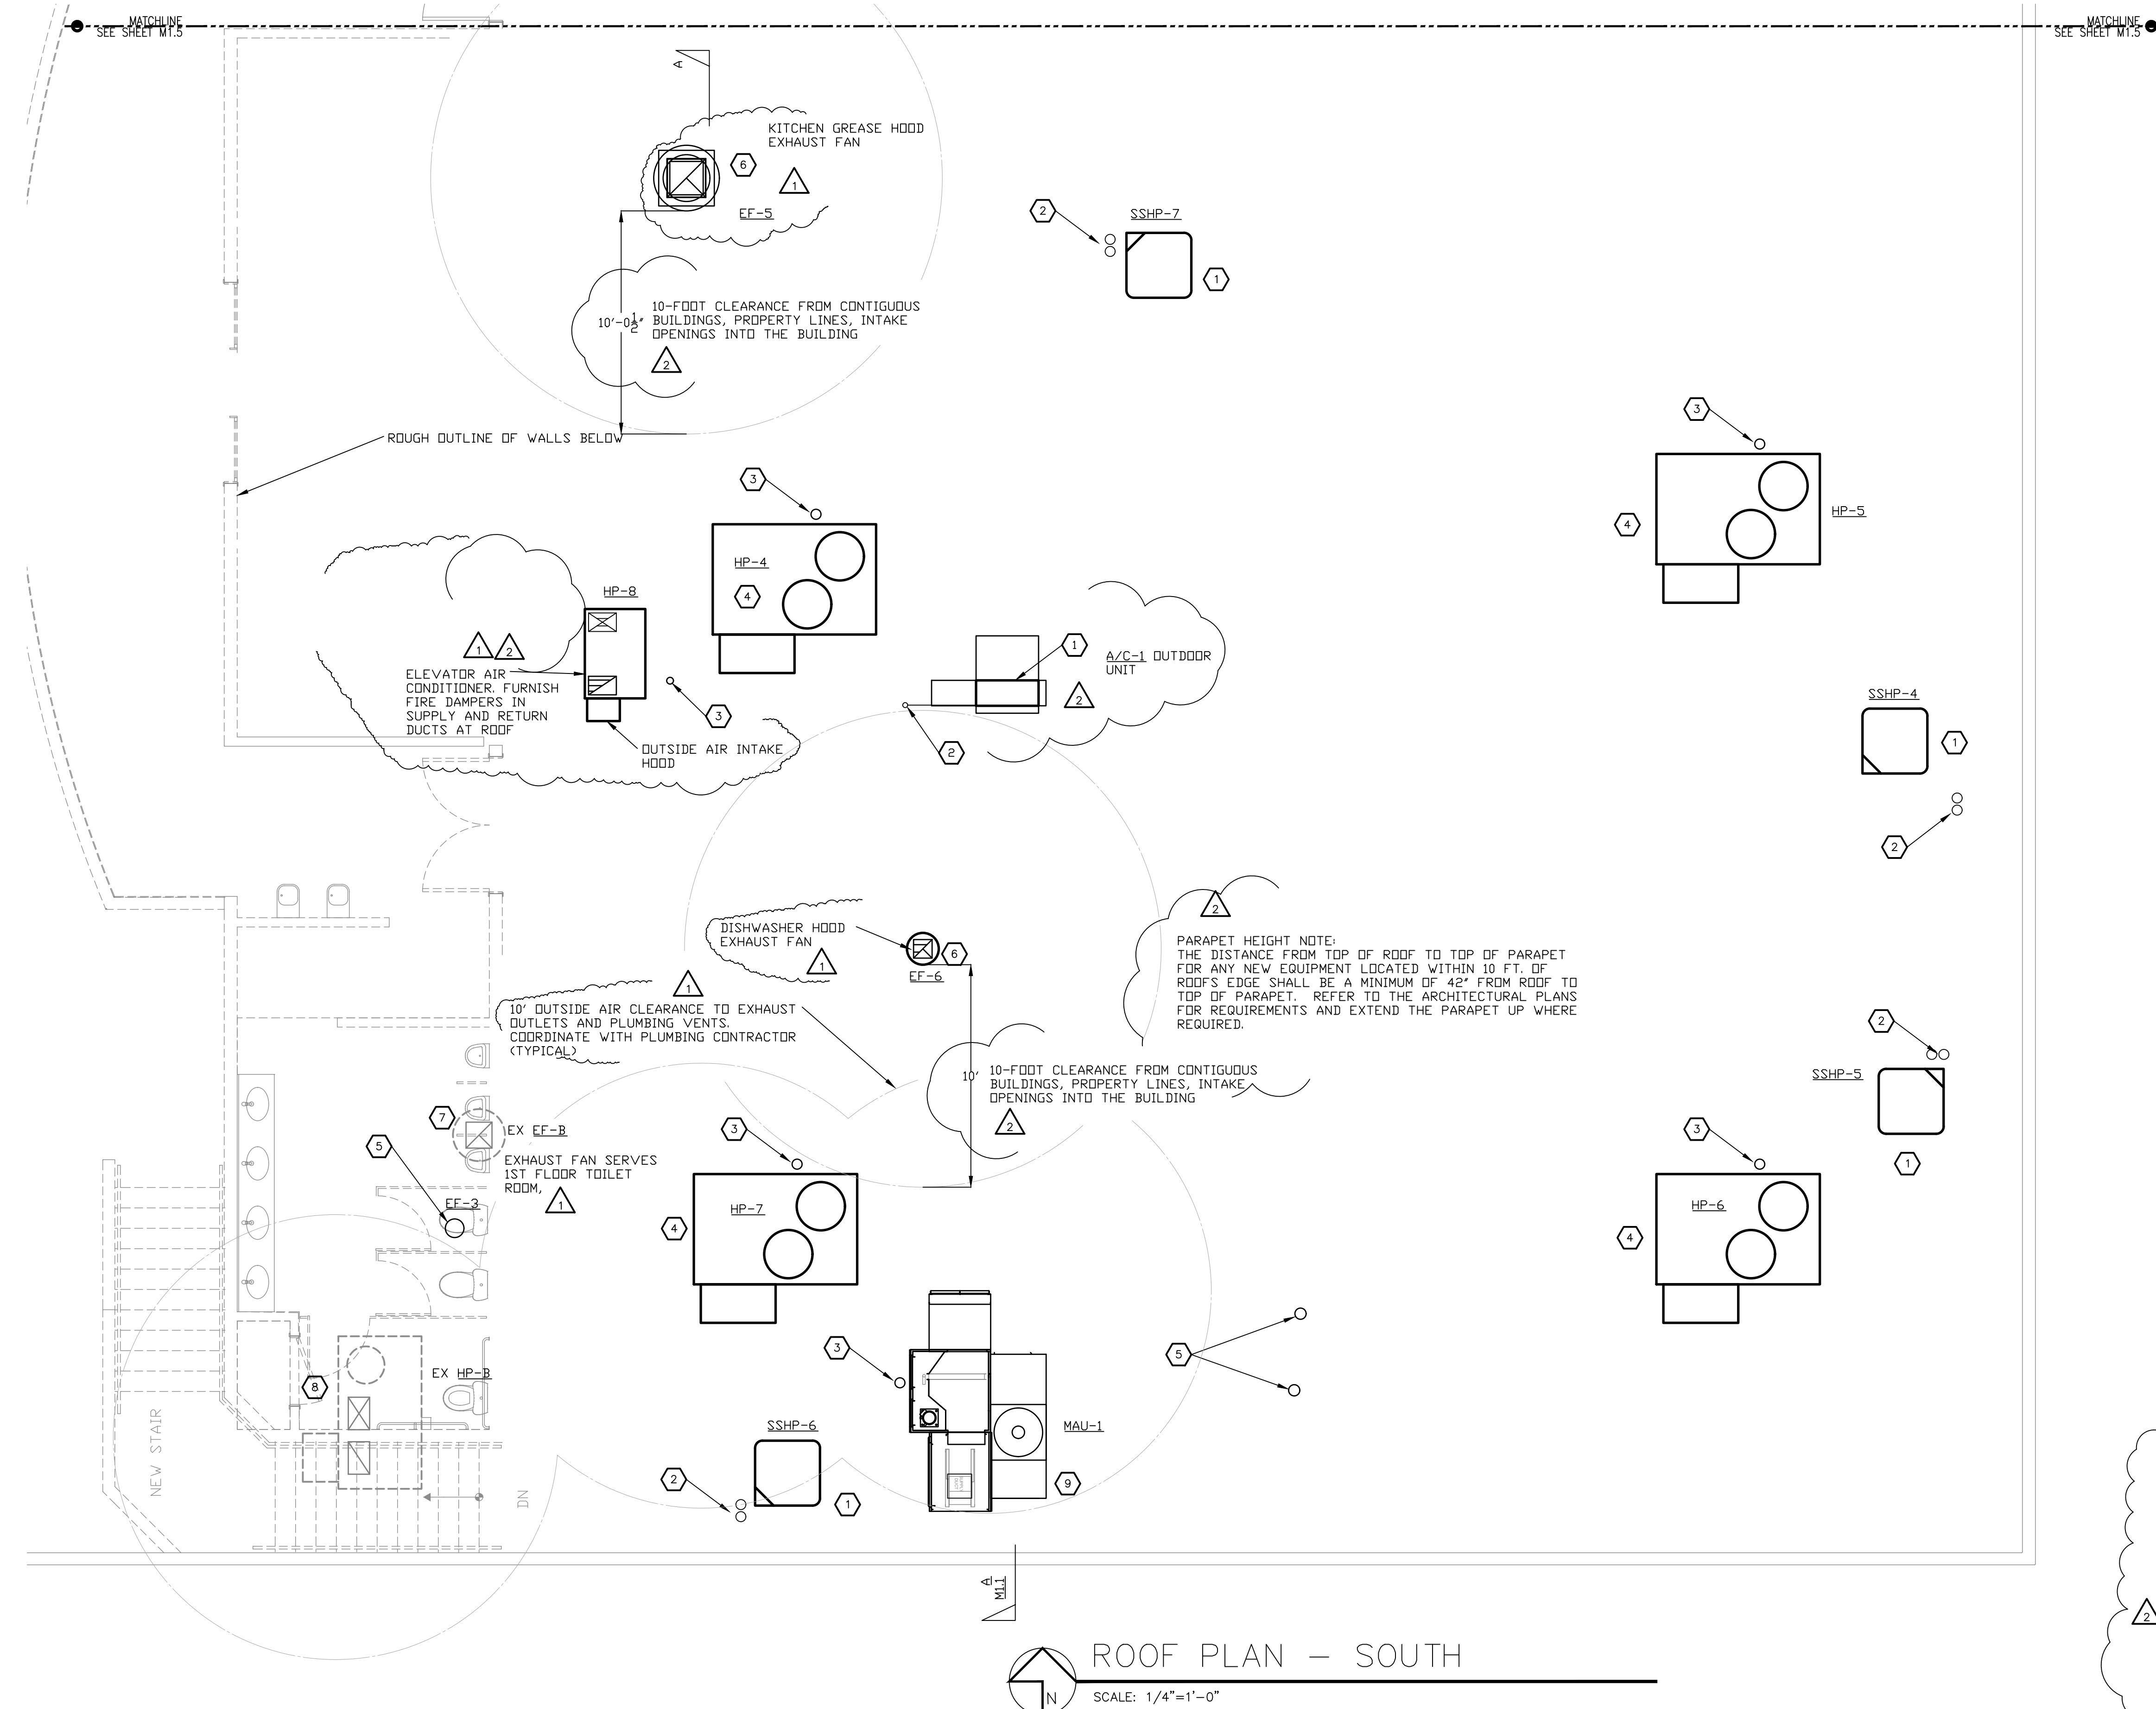 MATCHLINE
SEE SHEET M1.5
MATCHLINE
SEE SHEET M1.5
A
KITCHEN GREASE HOOD
EXHAUST FAN
6
1
EF-5
2
SSHP-7
1
10'-0 1/2"
10-FOOT CLEARANCE FROM CONTIGUOUS
BUILDINGS, PROPERTY LINES, INTAKE
OPENINGS INTO THE BUILDING
2
ROUGH OUTLINE OF WALLS BELOW
3
HP-5
4
3
HP-4
4
HP-8
1
2
ELEVATOR AIR
CONDITIONER. FURNISH
FIRE DAMPERS IN
SUPPLY AND RETURN
DUCTS AT ROOF
3
OUTSIDE AIR INTAKE
HOOD
1
A/C-1 OUTDOOR
UNIT
2
2
SSHP-4
1
2
DISHWASHER HOOD
EXHAUST FAN
1
6
EF-6
2
PARAPET HEIGHT NOTE:
THE DISTANCE FROM TOP OF ROOF TO TOP OF PARAPET
FOR ANY NEW EQUIPMENT LOCATED WITHIN 10 FT. OF
ROOFS EDGE SHALL BE A MINIMUM OF 42" FROM ROOF TO
TOP OF PARAPET. REFER TO THE ARCHITECTURAL PLANS
FOR REQUIREMENTS AND EXTEND THE PARAPET UP WHERE
REQUIRED.
1
10' OUTSIDE AIR CLEARANCE TO EXHAUST
OUTLETS AND PLUMBING VENTS.
COORDINATE WITH PLUMBING CONTRACTOR
(TYPICAL)
10'
10-FOOT CLEARANCE FROM CONTIGUOUS
BUILDINGS, PROPERTY LINES, INTAKE
OPENINGS INTO THE BUILDING
2
2
SSHP-5
1
7
EX EF-B
5
EXHAUST FAN SERVES
1ST FLOOR TOILET
ROOM,
1
EF-3
3
HP-7
4
3
HP-6
4
3
5
8
EX HP-B
SSHP-6
2
1
MAU-1
9
NEW STAIR
DN
A
M1.1
2
ROOF PLAN – SOUTH
N
SCALE: 1/4"=1'-0"